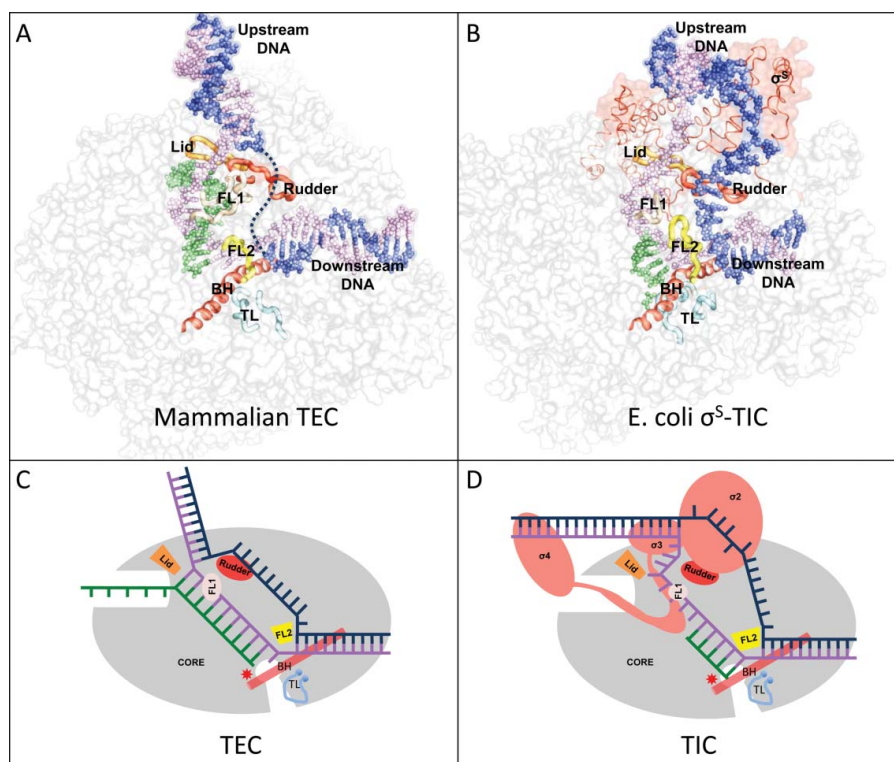 A
Upstream
DNA
Lid
Rudder
FL1
FL2
Downstream
DNA
BH
TL
Mammalian TEC
B
Upstream
DNA
σS
Lid
Rudder
FL1
FL2
Downstream
DNA
BH
TL
E. coli σS-TIC
C
Lid
Rudder
FL1
FL2
CORE
BH
TL
TEC
D
σ2
σ4
σ3
Lid
Rudder
FL1
FL2
CORE
BH
TL
TIC